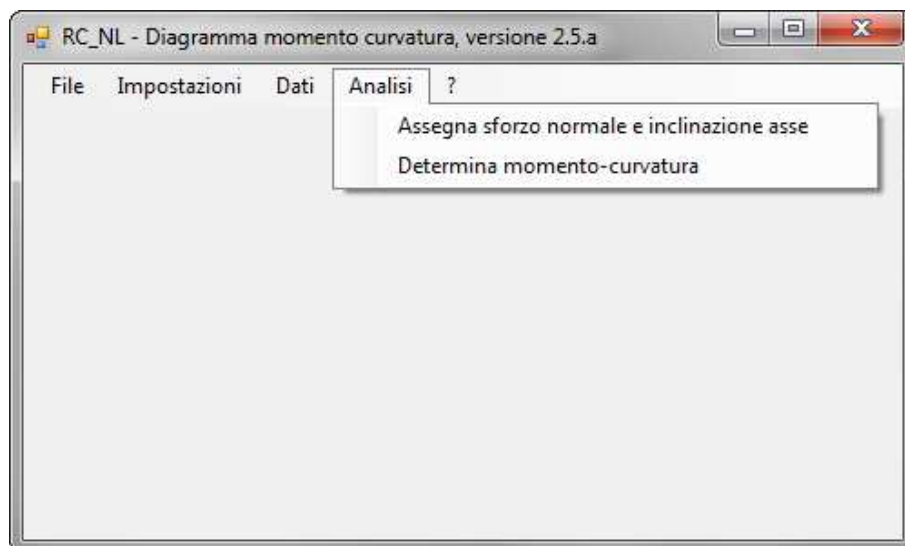 RC_NL - Diagramma momento curvatura, versione 2.5.a
File Impostazioni Dati Analisi ?
Assegna sforzo normale e inclinazione asse
Determina momento-curvatura